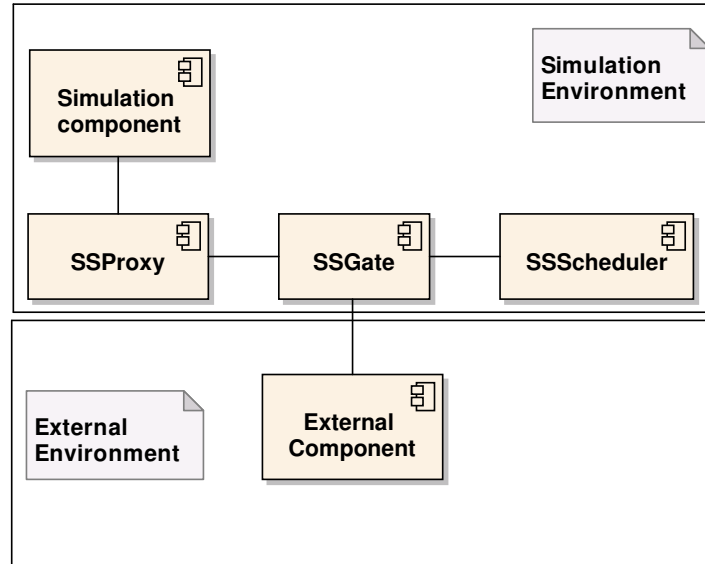 Simulation
Environment
Simulation
component
SSProxy
SSGate
SSScheduler
External
Environment
External
Component